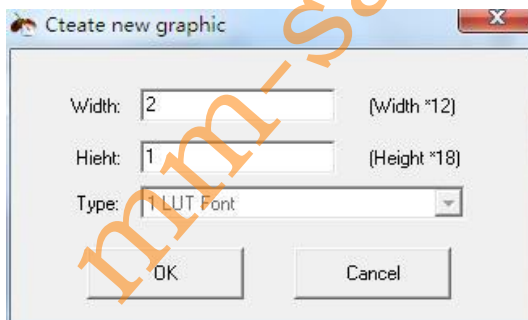 Cteate new graphic
Width: 2 (Width *12)
Hieht: 1 (Height *18)
Type: 1 LUT Font
OK Cancel